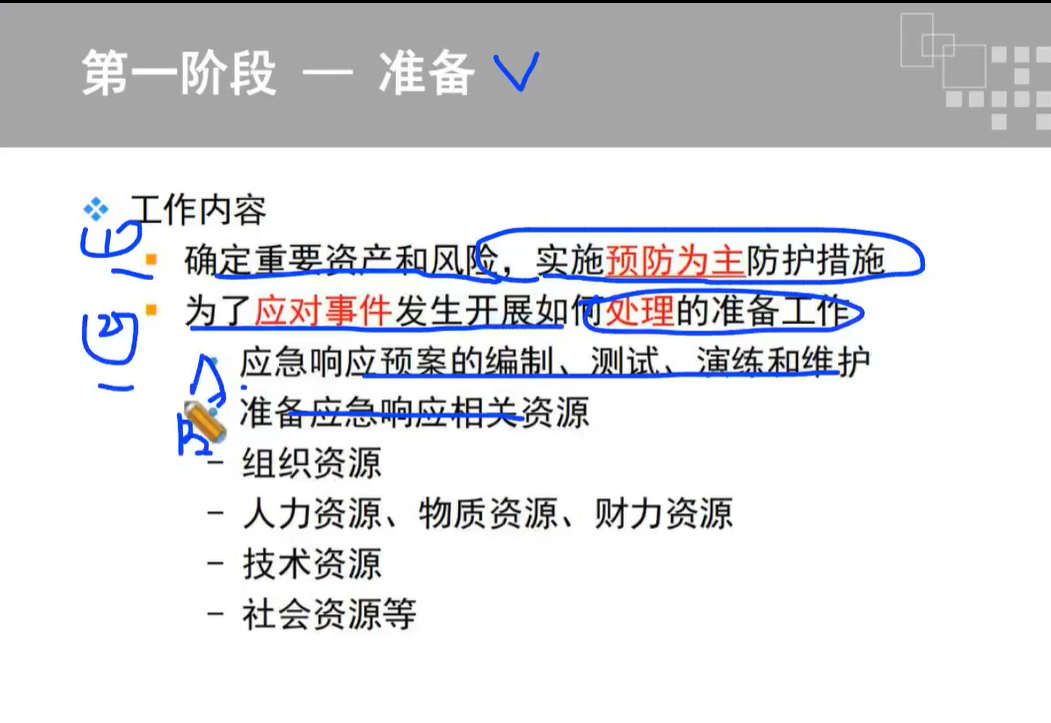 第一阶段 — 准备
工作内容
确定重要资产和风险，实施预防为主防护措施
为了应对事件发生开展如何处理的准备工作
应急响应预案的编制、测试、演练和维护
准备应急响应相关资源
– 组织资源
– 人力资源、物质资源、财力资源
– 技术资源
– 社会资源等